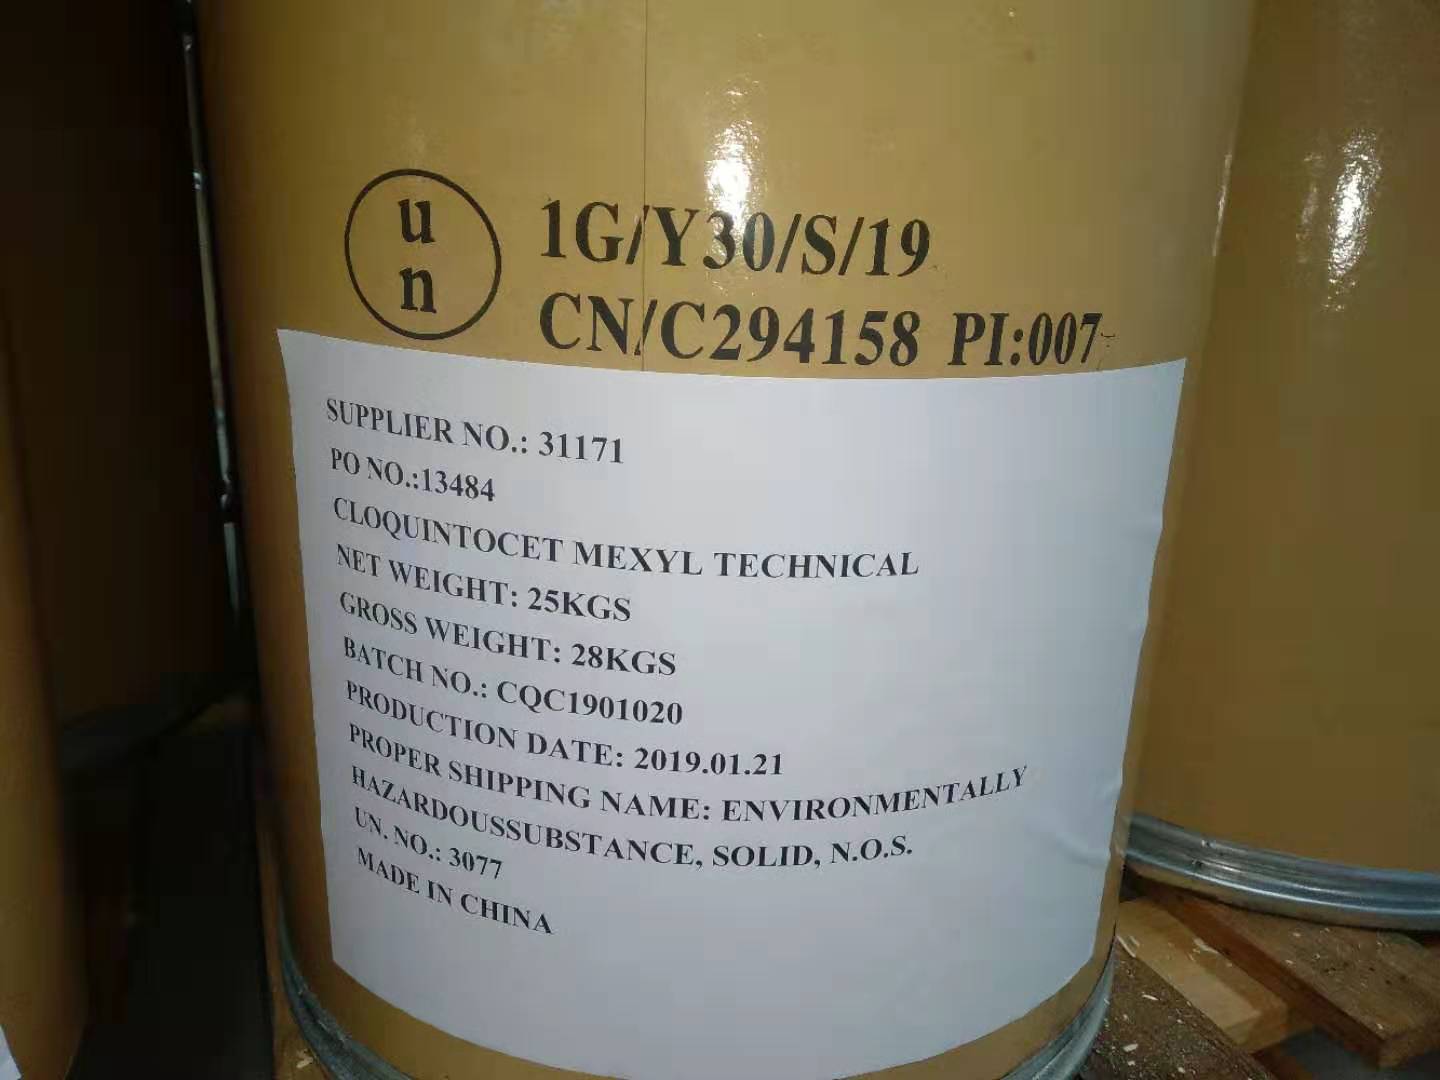 u
n
1G/Y30/S/19
CN/C294158 PI:007
SUPPLIER NO.: 31171
PO NO.:13484
CLOQUINTOCET MEXYL TECHNICAL
NET WEIGHT: 25KGS
GROSS WEIGHT: 28KGS
BATCH NO.: CQC1901020
PRODUCTION DATE: 2019.01.21
PROPER SHIPPING NAME: ENVIRONMENTALLY
HAZARDOUSSUBSTANCE, SOLID, N.O.S.
UN. NO.: 3077
MADE IN CHINA